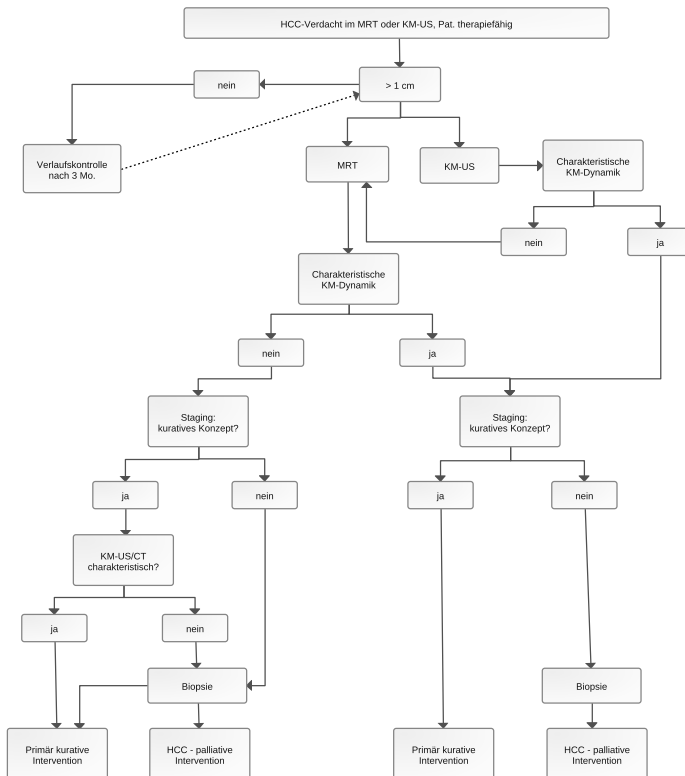 HCC-Verdacht im MRT oder KM-US, Pat. therapiefähig
nein
> 1 cm
Verlaufskontrolle
nach 3 Mo.
MRT
KM-US
Charakteristische
KM-Dynamik
nein
ja
Charakteristische
KM-Dynamik
nein
ja
Staging:
kuratives Konzept?
Staging:
kuratives Konzept?
ja
nein
ja
nein
KM-US/CT
charakteristisch?
ja
nein
Biopsie
Biopsie
Primär kurative
Intervention
HCC - palliative
Intervention
Primär kurative
Intervention
HCC - palliative
Intervention